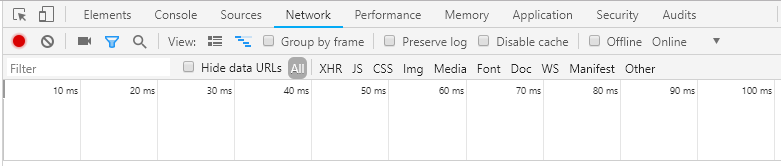 Elements Console Sources Network Performance Memory Application Security Audits
View: Group by frame Preserve log Disable cache Offline Online
Filter Hide data URLs All XHR JS CSS Img Media Font Doc WS Manifest Other
10 ms 20 ms 30 ms 40 ms 50 ms 60 ms 70 ms 80 ms 90 ms 100 ms